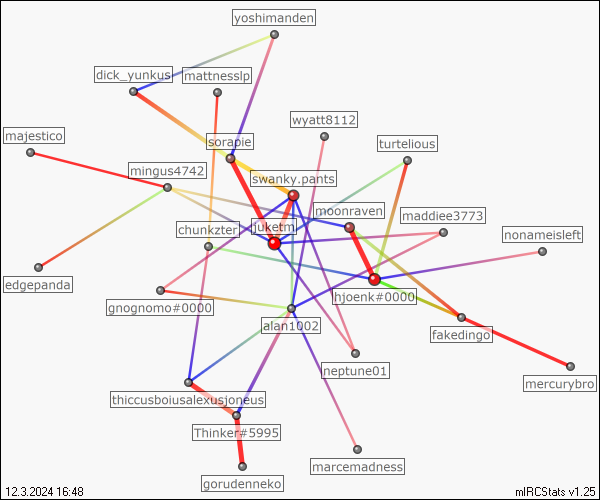 yoshimanden
dick_yunkus
mattnesslp
wyatt8112
majestico
sorapie
turtelious
mingus4742
swanky.pants
moonraven
maddiee3773
chunkzter
juketm
nonameisleft
edgepanda
gnognomo#0000
hjoenk#0000
alan1002
fakedingo
neptune01
mercurybro
thiccusboiusalexusjoneus
Thinker#5995
marcemadness
gorudenneko
12.3.2024 16:48
mIRCStats v1.25